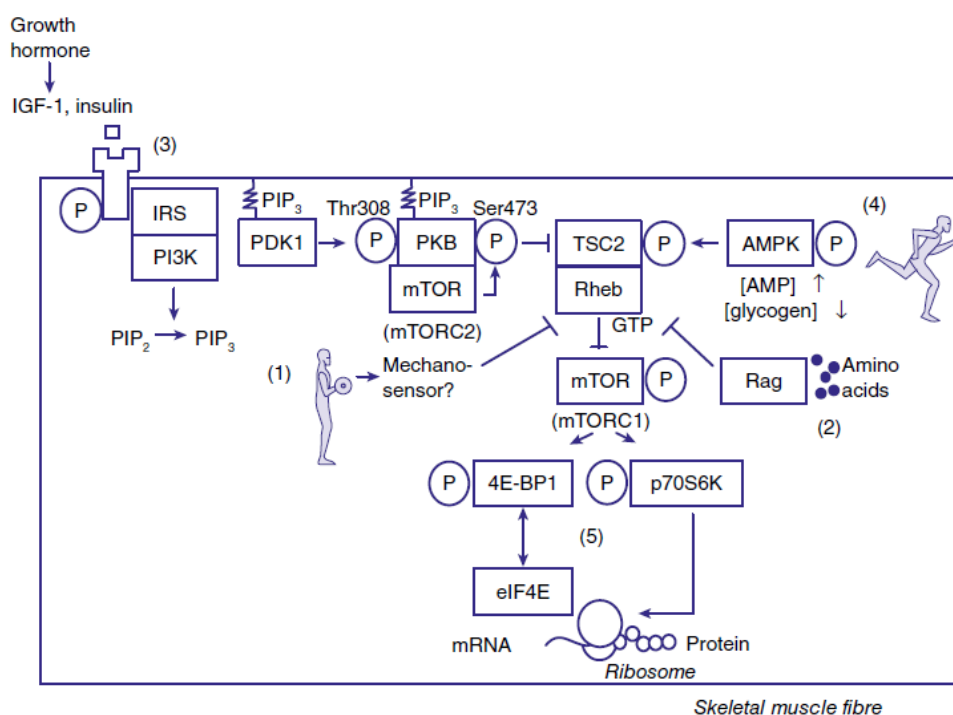 Growth
hormone
IGF-1, insulin
(3)
P
IRS
PI3K
PIP2 PIP3
PIP3
PDK1
Thr308
PIP3
Ser473
P
PKB
P
mTOR
(mTORC2)
TSC2
P
Rheb
GTP
AMPK
P
(4)
[AMP] ↑
[glycogen] ↓
(1)
Mechano-
sensor?
mTOR
P
(mTORC1)
Rag
Amino
acids
(2)
P
4E-BP1
P
p70S6K
(5)
eIF4E
mRNA
Protein
Ribosome
Skeletal muscle fibre